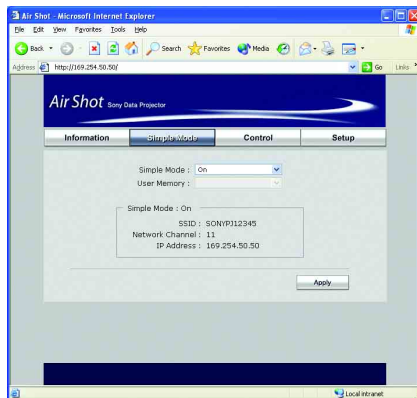 Air Shot - Microsoft Internet Explorer
File Edit View Favorites Tools Help
Back Search Favorites Media
Address http://169.254.50.50/ Go Links
Air Shot Sony Data Projector
Information Simple Mode Control Setup
Simple Mode : On
User Memory :
Simple Mode : On
SSID : SONYPJ12345
Network Channel : 11
IP Address : 169.254.50.50
Apply
Local intranet